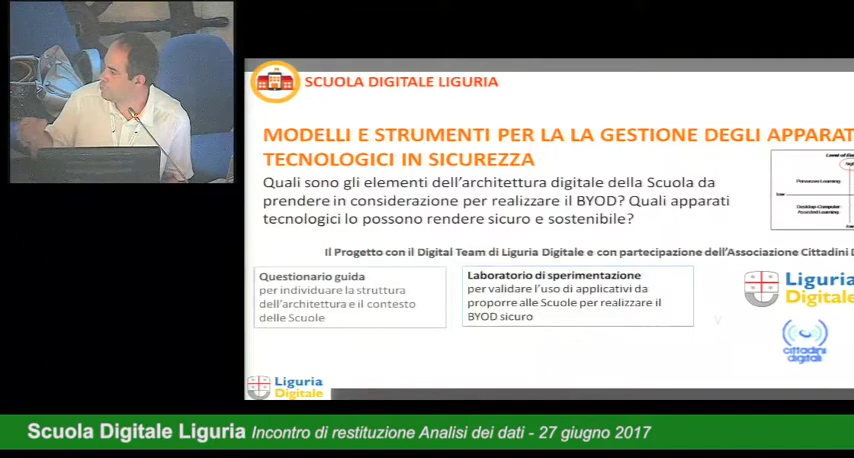 SCUOLA DIGITALE LIGURIA
MODELLI E STRUMENTI PER LA LA GESTIONE DEGLI APPARAT
TECNOLOGICI IN SICUREZZA
Quali sono gli elementi dell'architettura digitale della Scuola da
prendere in considerazione per realizzare il BYOD? Quali apparati
tecnologici lo possono rendere sicuro e sostenibile?
Il Progetto con il Digital Team di Liguria Digitale e con partecipazione dell'Associazione Cittadini D
Questionario guida
per individuare la struttura
dell'architettura e il contesto
delle Scuole
Laboratorio di sperimentazione
per validare l'uso di applicativi da
proporre alle Scuole per realizzare il
BYOD sicuro
Liguria
Digitale
cittadini
digitali
Liguria
Digitale
Scuola Digitale Liguria Incontro di restituzione Analisi dei dati - 27 giugno 2017